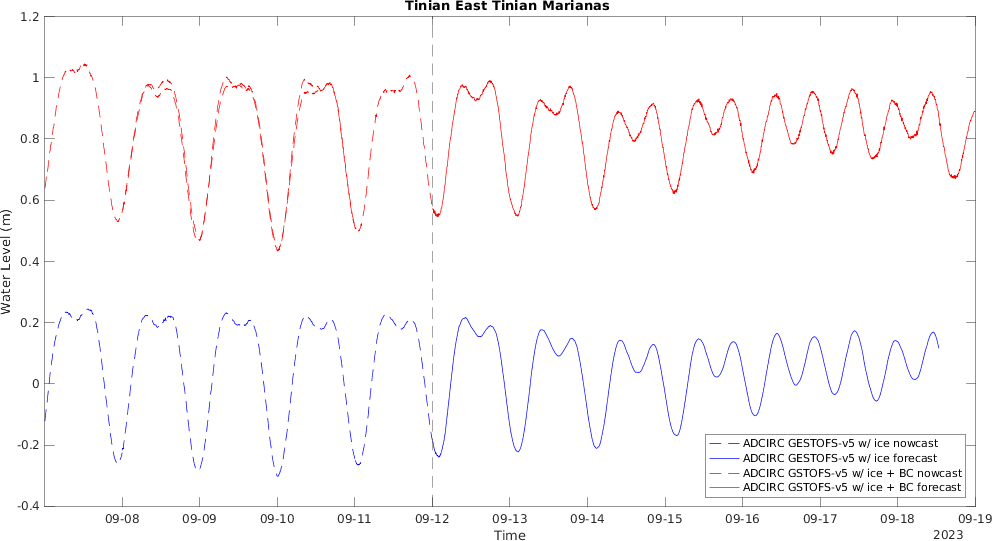 Tinian East Tinian Marianas
1.2
1
0.8
0.6
0.4
0.2
0
-0.2
-0.4
Water Level (m)
ADCIRC GESTOFS-v5 w/ ice nowcast
ADCIRC GESTOFS-v5 w/ ice forecast
ADCIRC GSTOFS-v5 w/ ice + BC nowcast
ADCIRC GSTOFS-v5 w/ ice + BC forecast
09-08 09-09 09-10 09-11 09-12 09-13 09-14 09-15 09-16 09-17 09-18 09-19
Time
2023